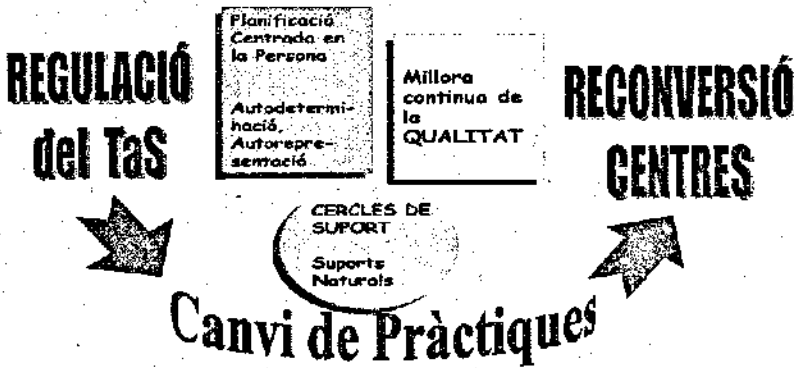 REGULACIÓ
del TaS
Planificació
Centrada en
la Persona
Autodetermi-
nació,
Autorepre-
sentació
Millora
continua de
la
QUALITAT
RECONVERSIÓ
CENTRES
CERCLES DE
SUPORT
Suports
Naturals
Canvi de Pràctiques